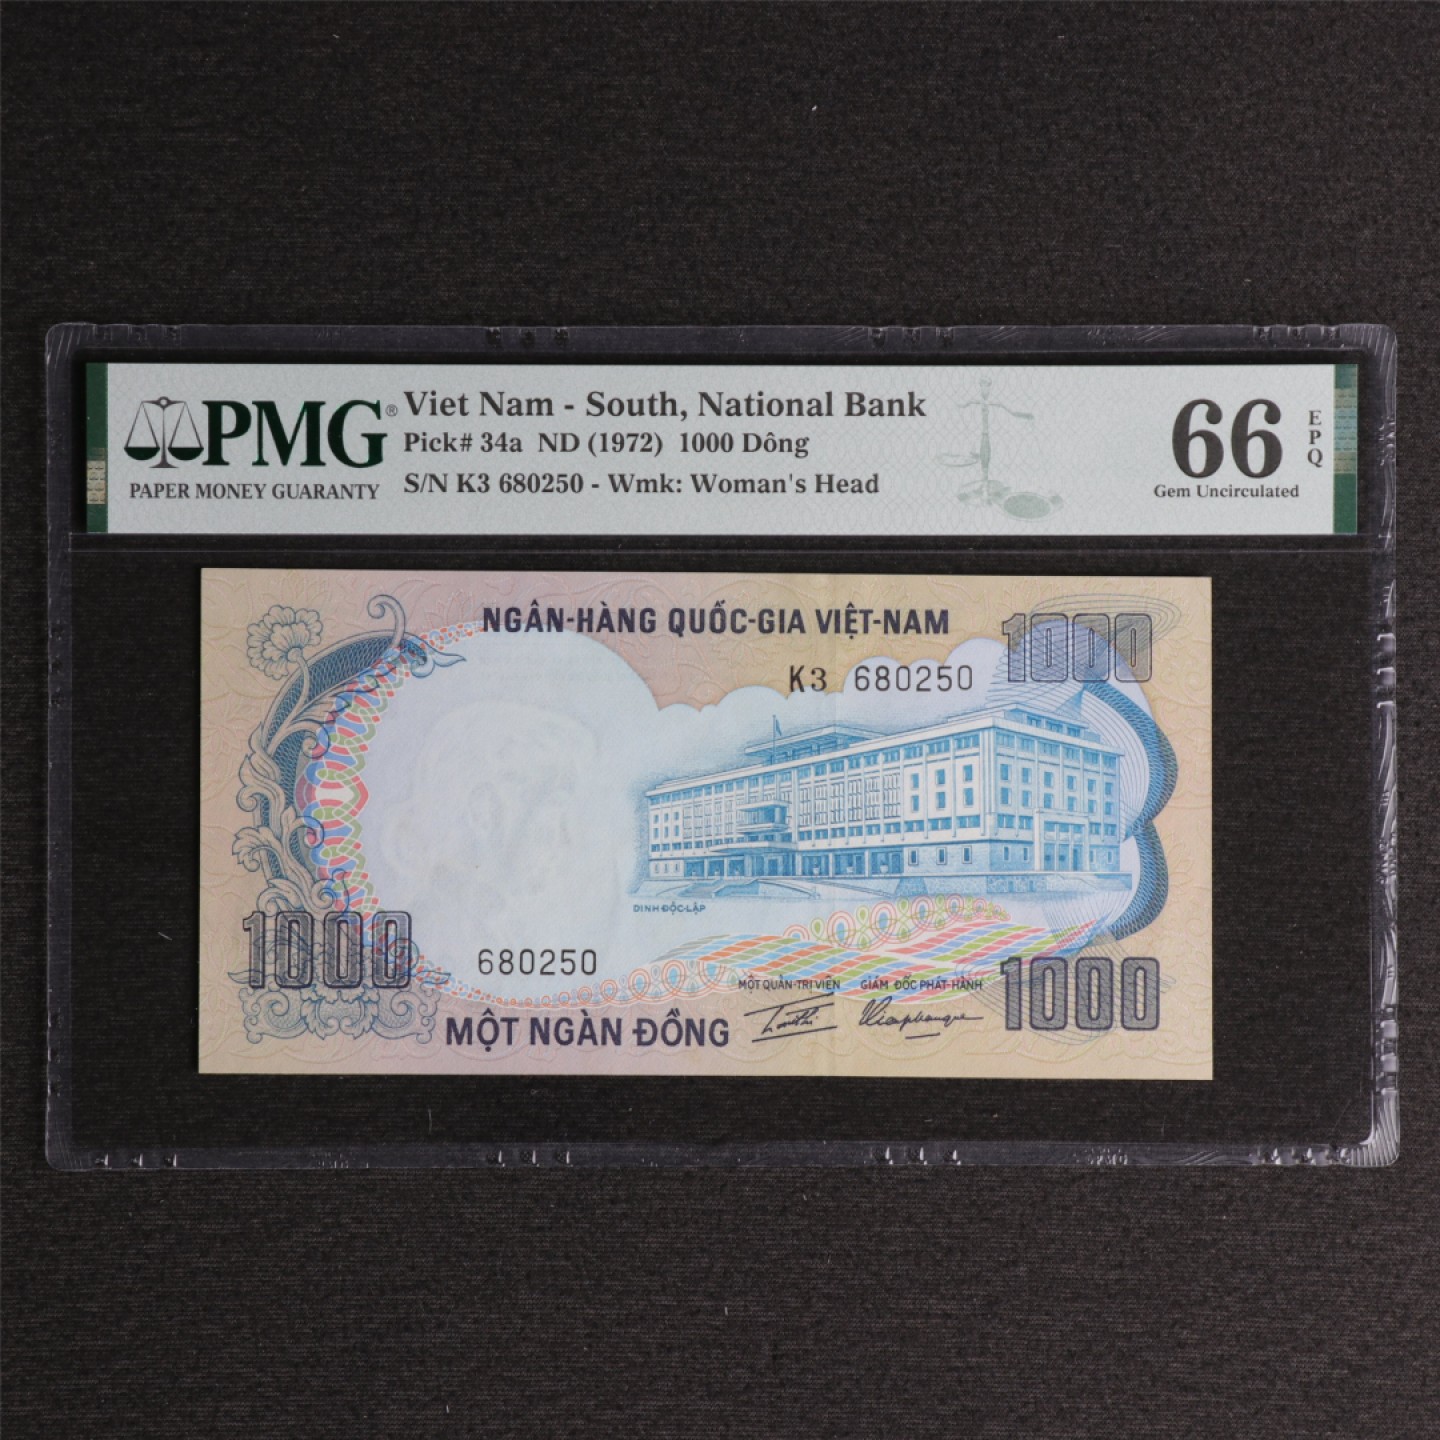 PMG®
PAPER MONEY GUARANTY
Viet Nam - South, National Bank
Pick# 34a ND (1972) 1000 Dông
S/N K3 680250 - Wmk: Woman's Head
66 EPQ
Gem Uncirculated
NGÂN-HÀNG QUỐC-GIA VIỆT-NAM
1000
K3 680250
DINH ĐỘC-LẬP
1000
680250
MỘT QUẢN-TRỊ VIÊN
GIÁM ĐỐC PHÁT-HÀNH
1000
MỘT NGÀN ĐỒNG